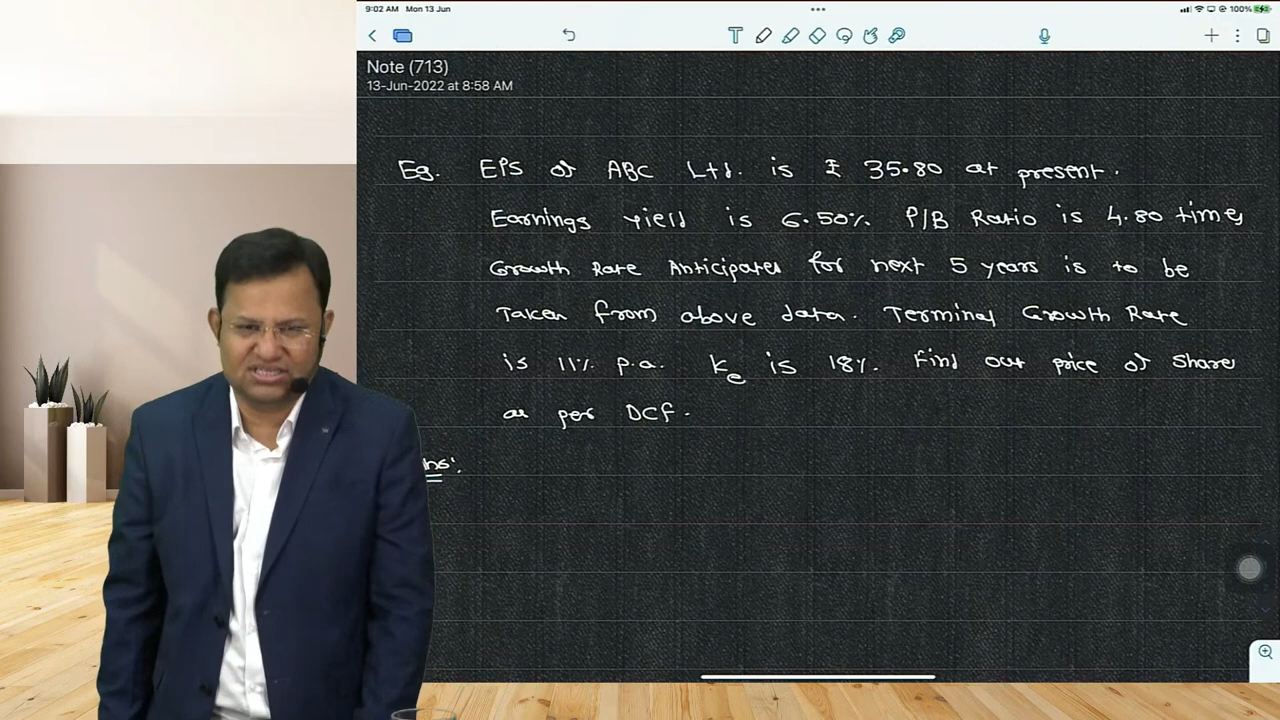 9:02 AM Mon 13 Jun
100%
Note (713)
13-Jun-2022 at 8:58 AM
Eg. EPS of ABC Ltd. is ₹ 35.80 at present.
Earnings yield is 6.50% P/B Ratio is 4.80 times
Growth Rate Anticipated for next 5 years is to be
Taken from above data. Terminal Growth Rate
is 11% p.a. Ke is 18%. Find out price of Share
as per DCF.
ns: